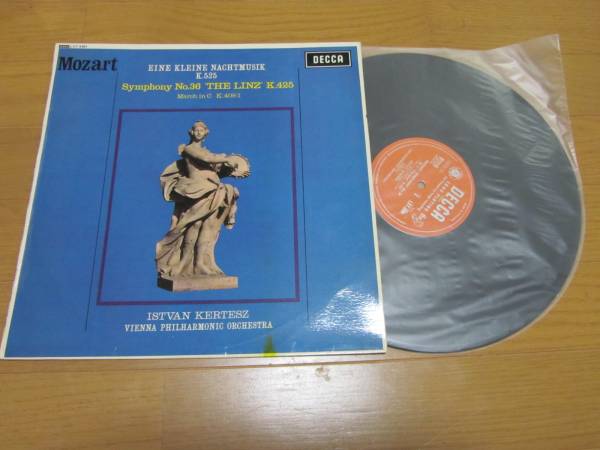 Mozart
EINE KLEINE NACHTMUSIK
K.525
Symphony No.36 'THE LINZ' K.425
March in C K.408-1
DECCA
ISTVAN KERTESZ
VIENNA PHILHARMONIC ORCHESTRA
DECCA